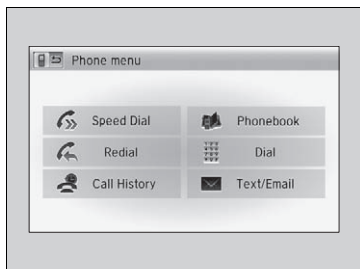 Phone menu
Speed Dial
Phonebook
Redial
Dial
Call History
Text/Email